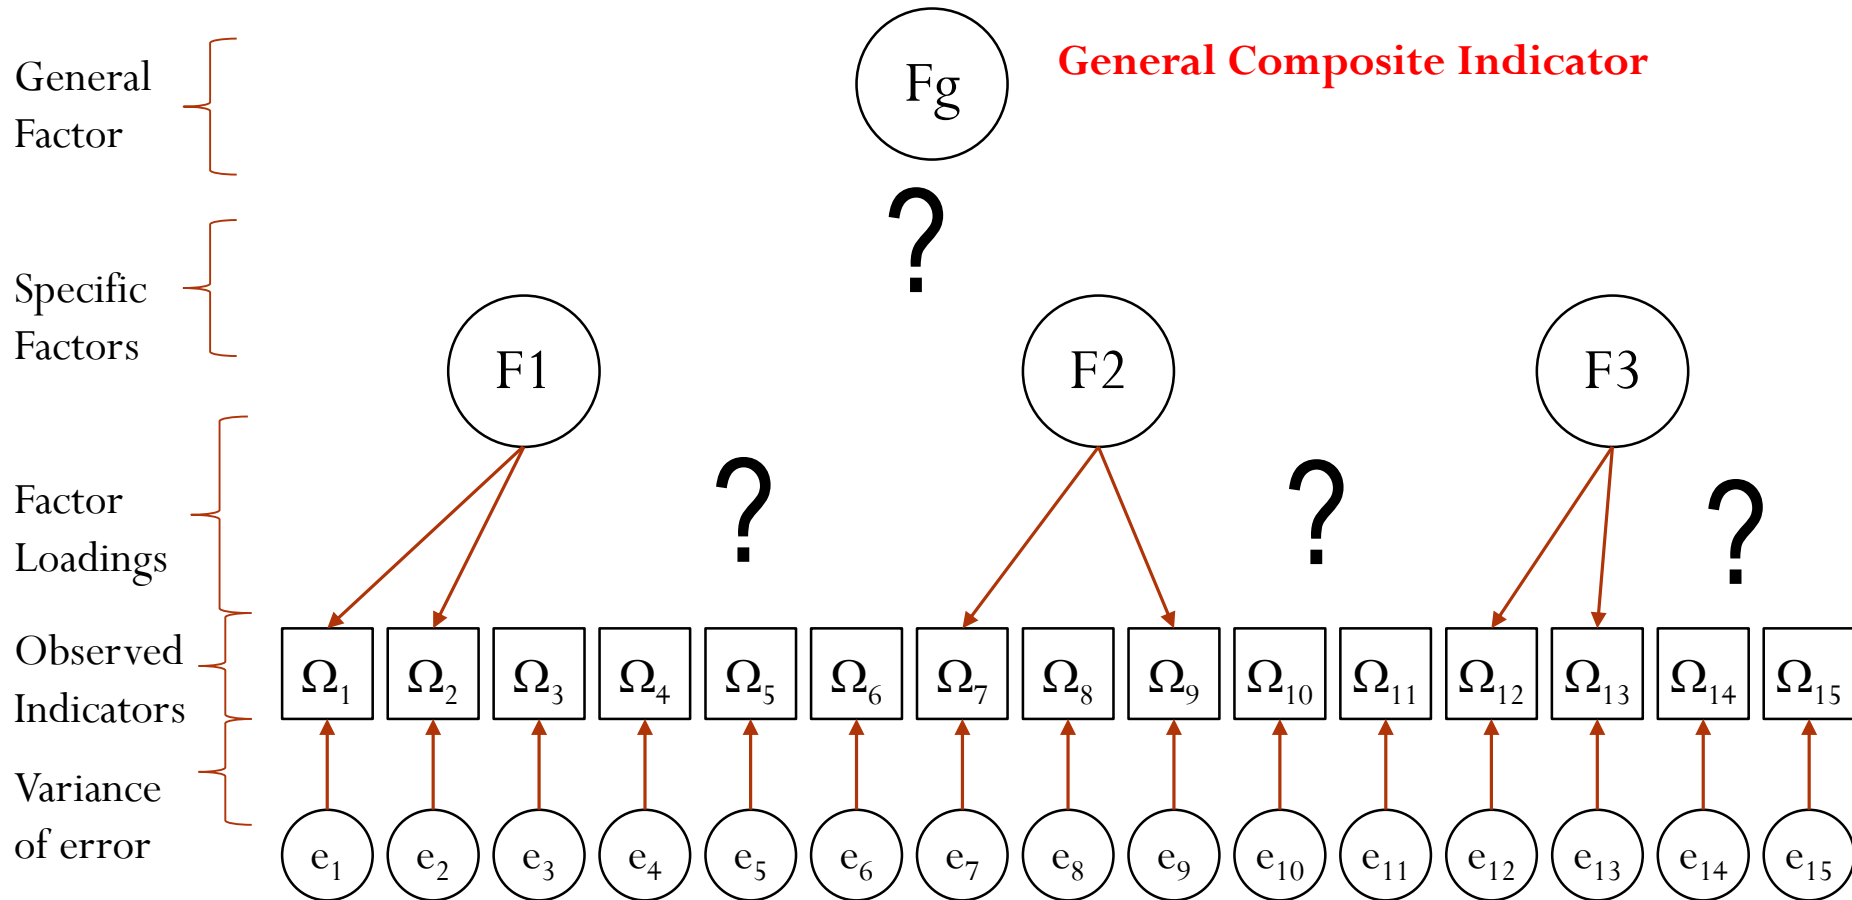 General
Factor
Fg
General Composite Indicator
?
Specific
Factors
F1
F2
F3
Factor
Loadings
?
?
?
Observed
Indicators
Ω₁ Ω₂ Ω₃ Ω₄ Ω₅ Ω₆ Ω₇ Ω₈ Ω₉ Ω₁₀ Ω₁₁ Ω₁₂ Ω₁₃ Ω₁₄ Ω₁₅
Variance
of error
e₁ e₂ e₃ e₄ e₅ e₆ e₇ e₈ e₉ e₁₀ e₁₁ e₁₂ e₁₃ e₁₄ e₁₅